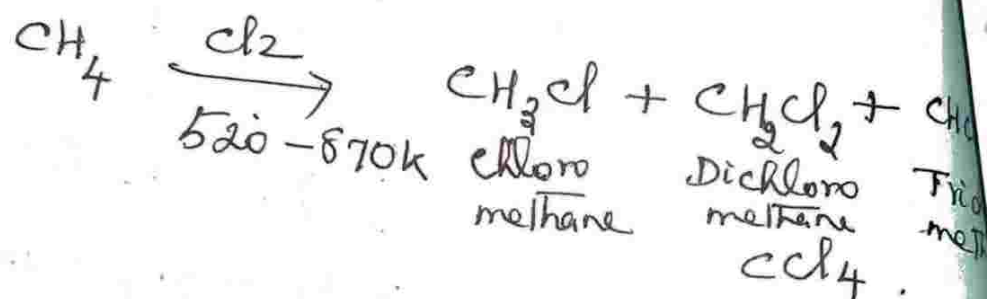 CH4 Cl2 → CH3Cl + CH2Cl2 +
520-870K Chloro Dichloro
methane methane
CCl4.